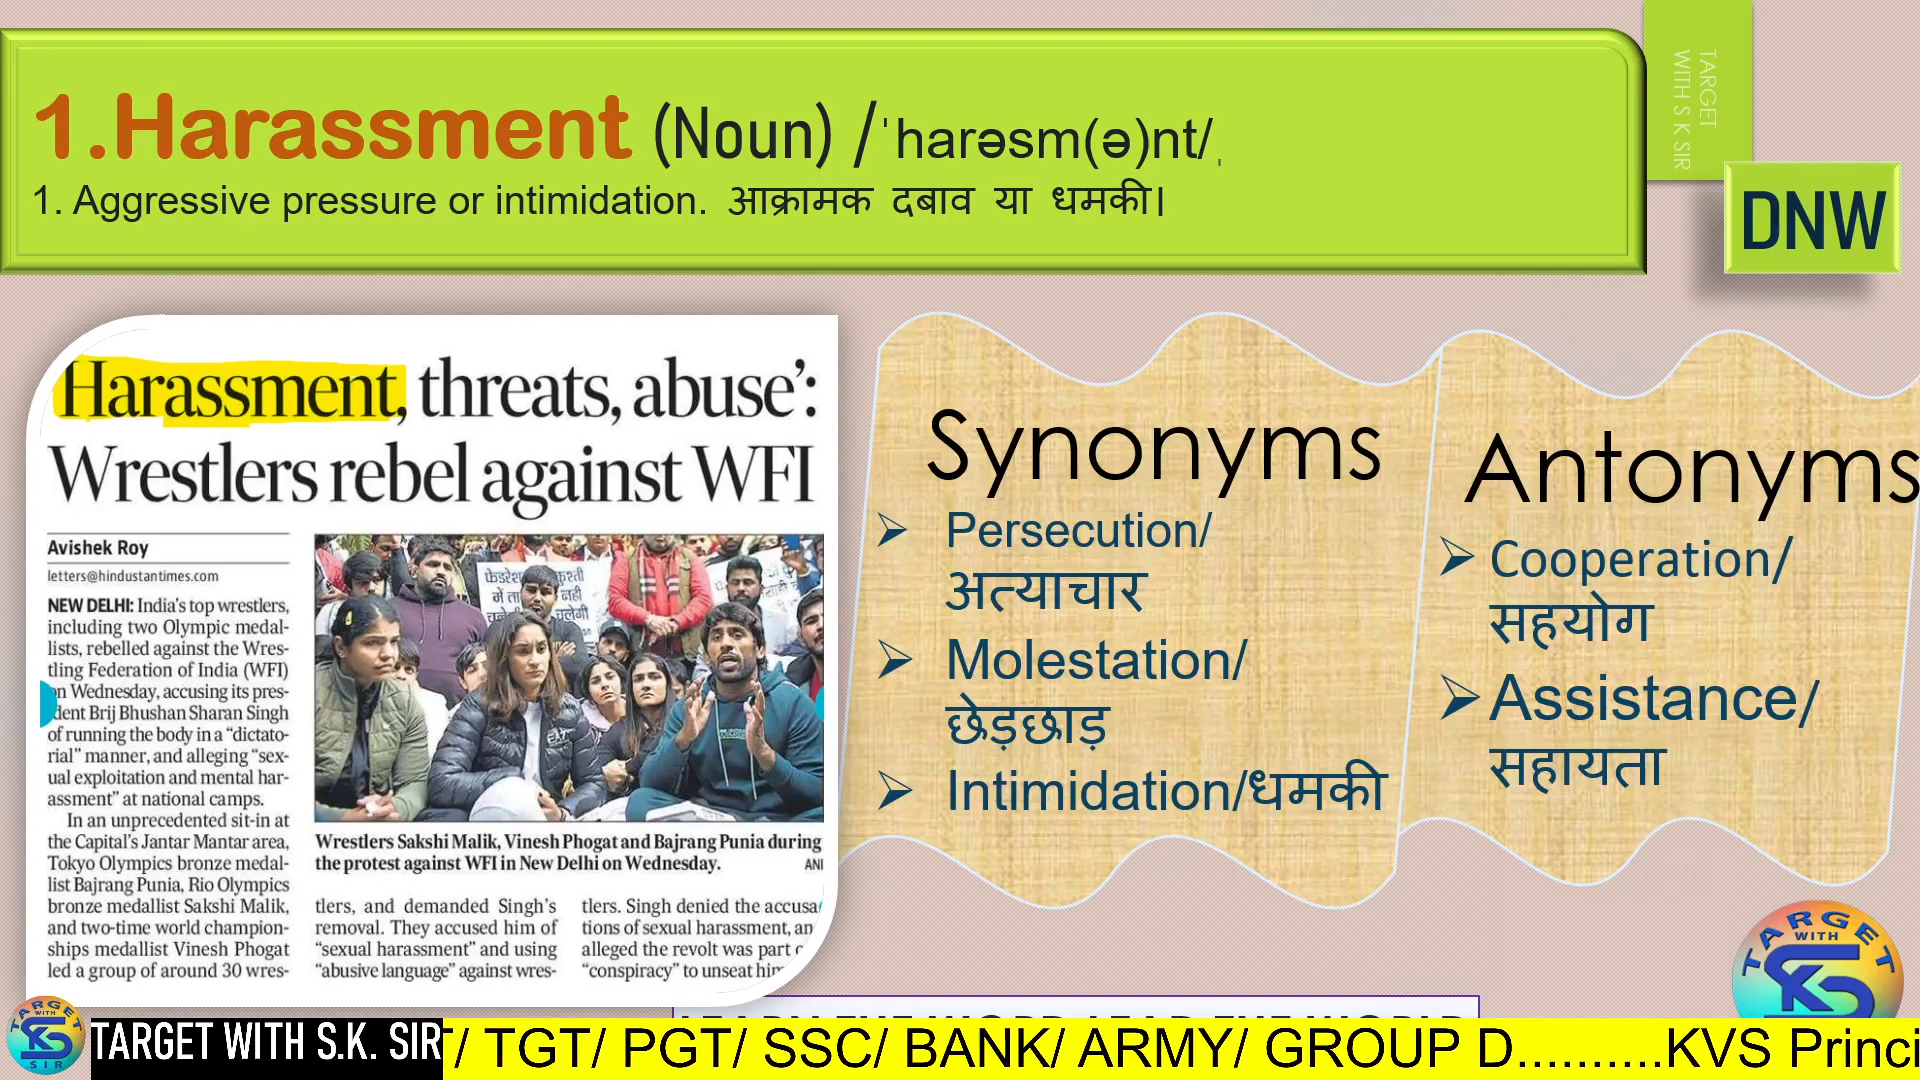 1.Harassment (Noun) /ˈharəsm(ə)nt/ˌ
1. Aggressive pressure or intimidation. आक्रामक दबाव या धमकी।
TARGET
WITH S K SIR
DNW
Harassment, threats, abuse’:
Wrestlers rebel against WFI
Avishek Roy
letters@hindustantimes.com
NEW DELHI: India's top wrestlers,
including two Olympic medal-
lists, rebelled against the Wres-
tling Federation of India (WFI)
on Wednesday, accusing its pres-
ident Brij Bhushan Sharan Singh
of running the body in a “dictato-
rial” manner, and alleging “sex-
ual exploitation and mental har-
assment” at national camps.
In an unprecedented sit-in at
the Capital's Jantar Mantar area,
Tokyo Olympics bronze medal-
list Bajrang Punia, Rio Olympics
bronze medallist Sakshi Malik,
and two-time world champion-
ships medallist Vinesh Phogat
led a group of around 30 wres-
Wrestlers Sakshi Malik, Vinesh Phogat and Bajrang Punia during
the protest against WFI in New Delhi on Wednesday. ANI
tlers, and demanded Singh's
removal. They accused him of
“sexual harassment” and using
“abusive language” against wres-
tlers. Singh denied the accusa
tions of sexual harassment, an
alleged the revolt was part
“conspiracy” to unseat him
Synonyms
Persecution/
अत्याचार
Molestation/
छेड़छाड़
Intimidation/धमकी
Antonyms
Cooperation/
सहयोग
Assistance/
सहायता
TARGET
WITH
SK
TARGET
WITH
SK
SIR
TARGET WITH S.K. SIR
/ TGT/ PGT/ SSC/ BANK/ ARMY/ GROUP D..........KVS Princi